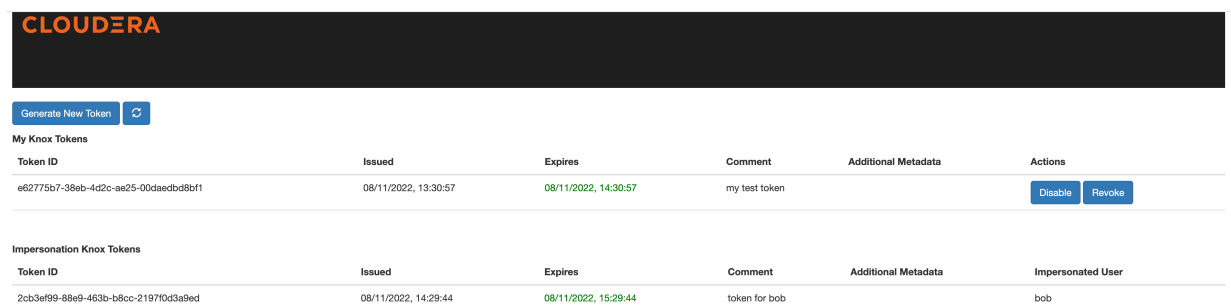 CLOUDERA
Generate New Token
My Knox Tokens
Token ID Issued Expires Comment Additional Metadata Actions
e62775b7-38eb-4d2c-ae25-00daedbd8bf1 08/11/2022, 13:30:57 08/11/2022, 14:30:57 my test token Disable Revoke
Impersonation Knox Tokens
Token ID Issued Expires Comment Additional Metadata Impersonated User
2cb3ef99-88e9-463b-b8cc-2197f0d3a9ed 08/11/2022, 14:29:44 08/11/2022, 15:29:44 token for bob bob